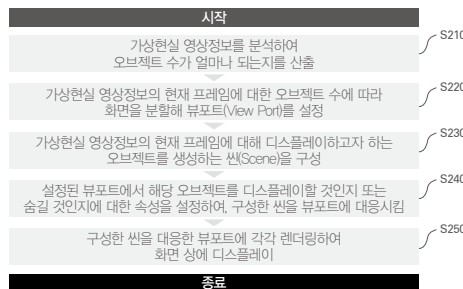 시작
가상현실 영상정보를 분석하여
오브젝트 수가 얼마나 되는지를 산출
S210
가상현실 영상정보의 현재 프레임에 대한 오브젝트 수에 따라
화면을 분할해 뷰포트(View Port)를 설정
S220
가상현실 영상정보의 현재 프레임에 대해 디스플레이하고자 하는
오브젝트를 생성하는 씬(Scene)을 구성
S230
설정된 뷰포트에서 해당 오브젝트를 디스플레이할 것인지 또는
숨길 것인지에 대한 속성을 설정하여, 구성한 씬을 뷰포트에 대응시킴
S240
구성한 씬을 대응한 뷰포트에 각각 렌더링하여
화면 상에 디스플레이
S250
종료